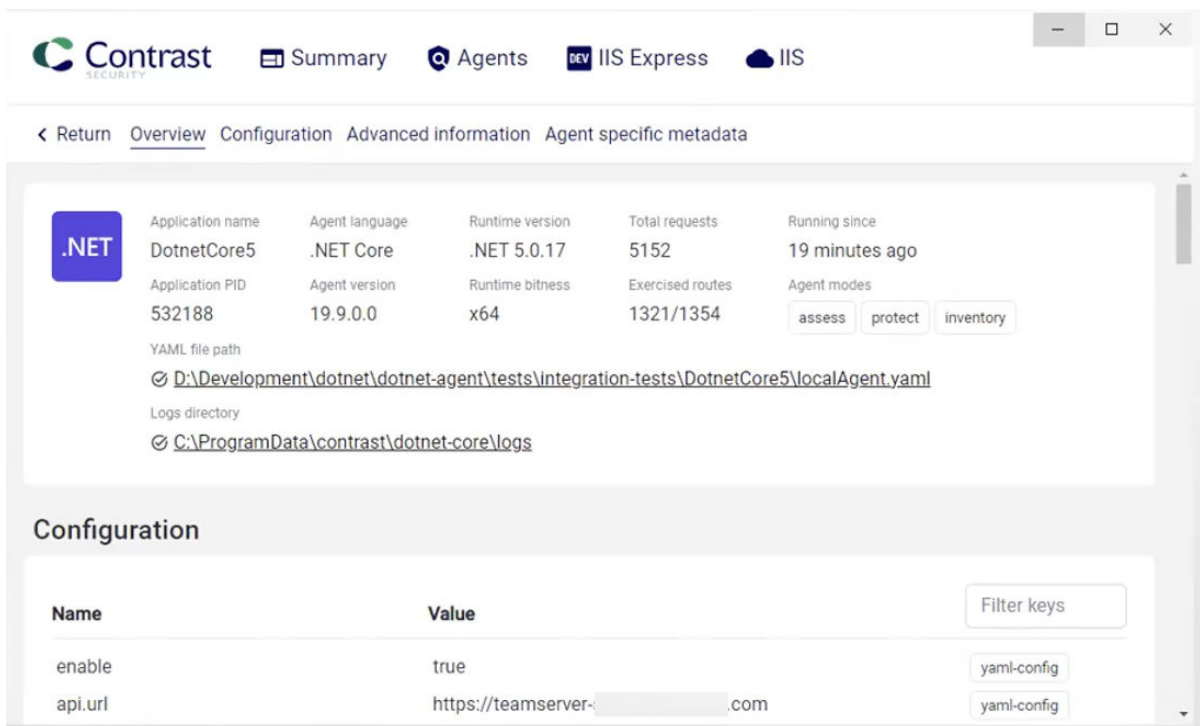 Contrast
SECURITY
Summary
Agents
DEV IIS Express
IIS
Return Overview Configuration Advanced information Agent specific metadata
.NET
Application name Agent language Runtime version Total requests Running since
DotnetCore5 .NET Core .NET 5.0.17 5152 19 minutes ago
Application PID Agent version Runtime bitness Exercised routes Agent modes
532188 19.9.0.0 x64 1321/1354 assess protect inventory
YAML file path
D:\Development\dotnet\dotnet-agent\tests\integration-tests\DotnetCore5\localAgent.yaml
Logs directory
C:\ProgramData\contrast\dotnet-core\logs
Configuration
Name Value Filter keys
enable true yaml-config
api.url https://teamserver- .com yaml-config